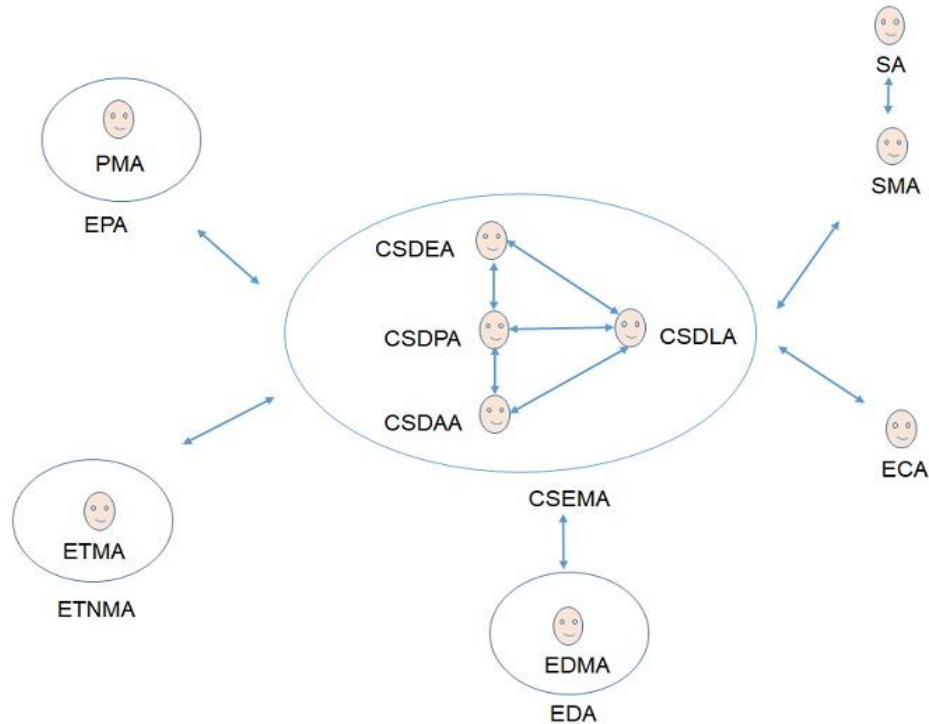 SA
PMA
SMA
EPA
CSDEA
CSDPA
CSDLA
CSDAA
ECA
CSEMA
ETMA
ETNMA
EDMA
EDA